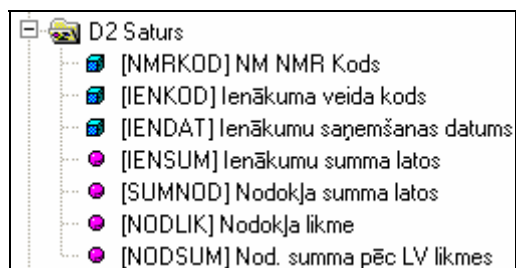 D2 Saturs
[NMRKOD] NM NMR Kods
[IENKOD] Ienākuma veida kods
[IENDAT] Ienākumu saņemšanas datums
[IENSUM] Ienākumu summa latos
[SUMNOD] Nodokļa summa latos
[NODLIK] Nodokļa likme
[NODSUM] Nod. summa pēc LV likmes